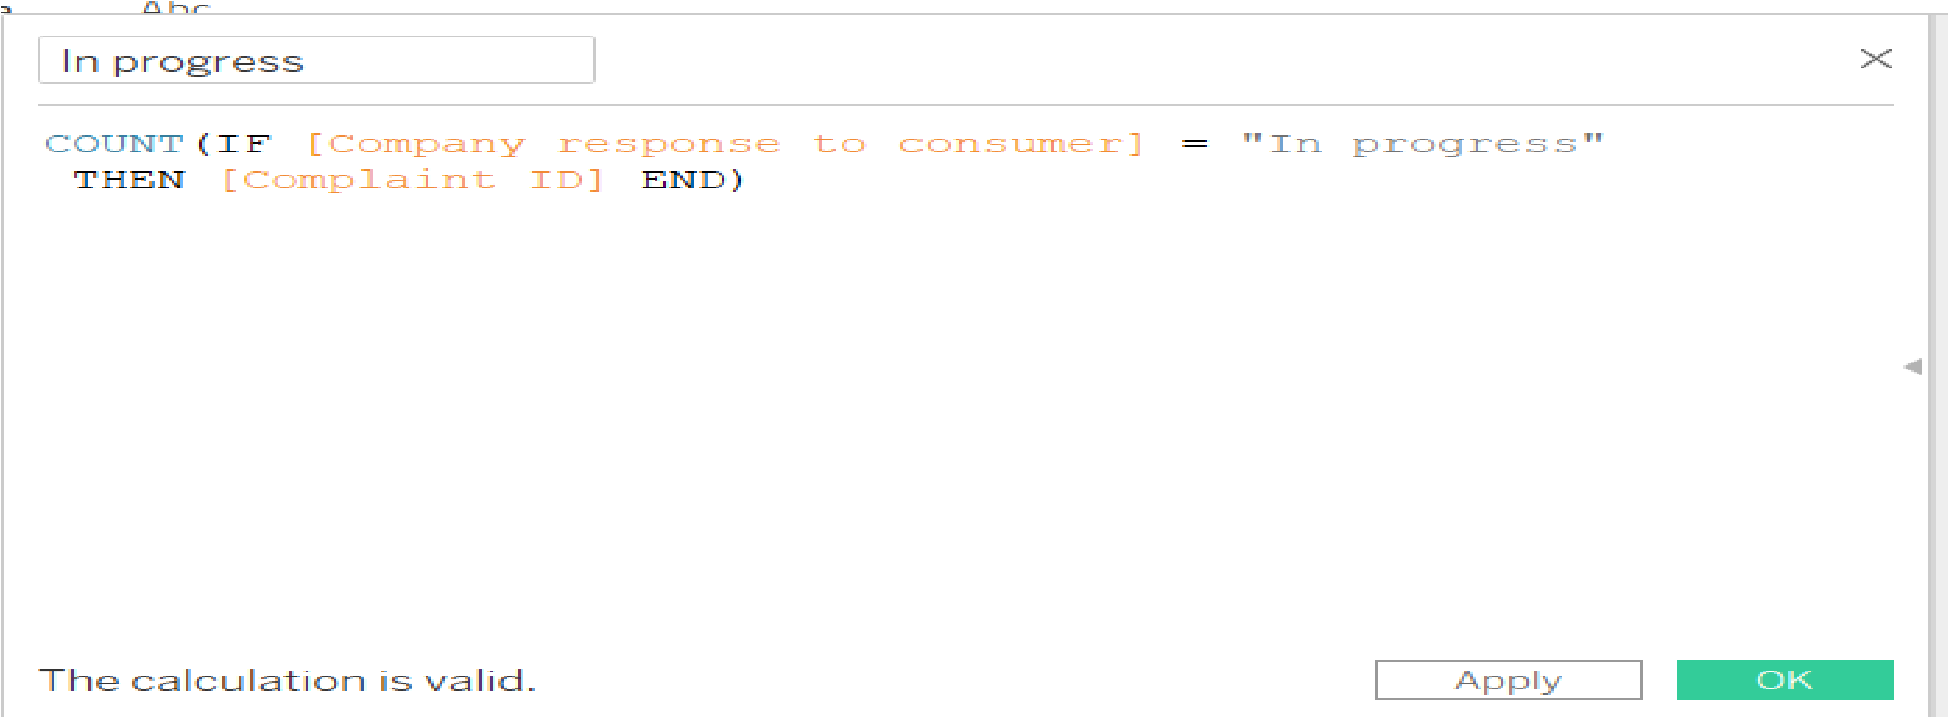 Abc
In progress
COUNT(IF [Company response to consumer] = "In progress"
THEN [Complaint ID] END)
The calculation is valid.
Apply
OK